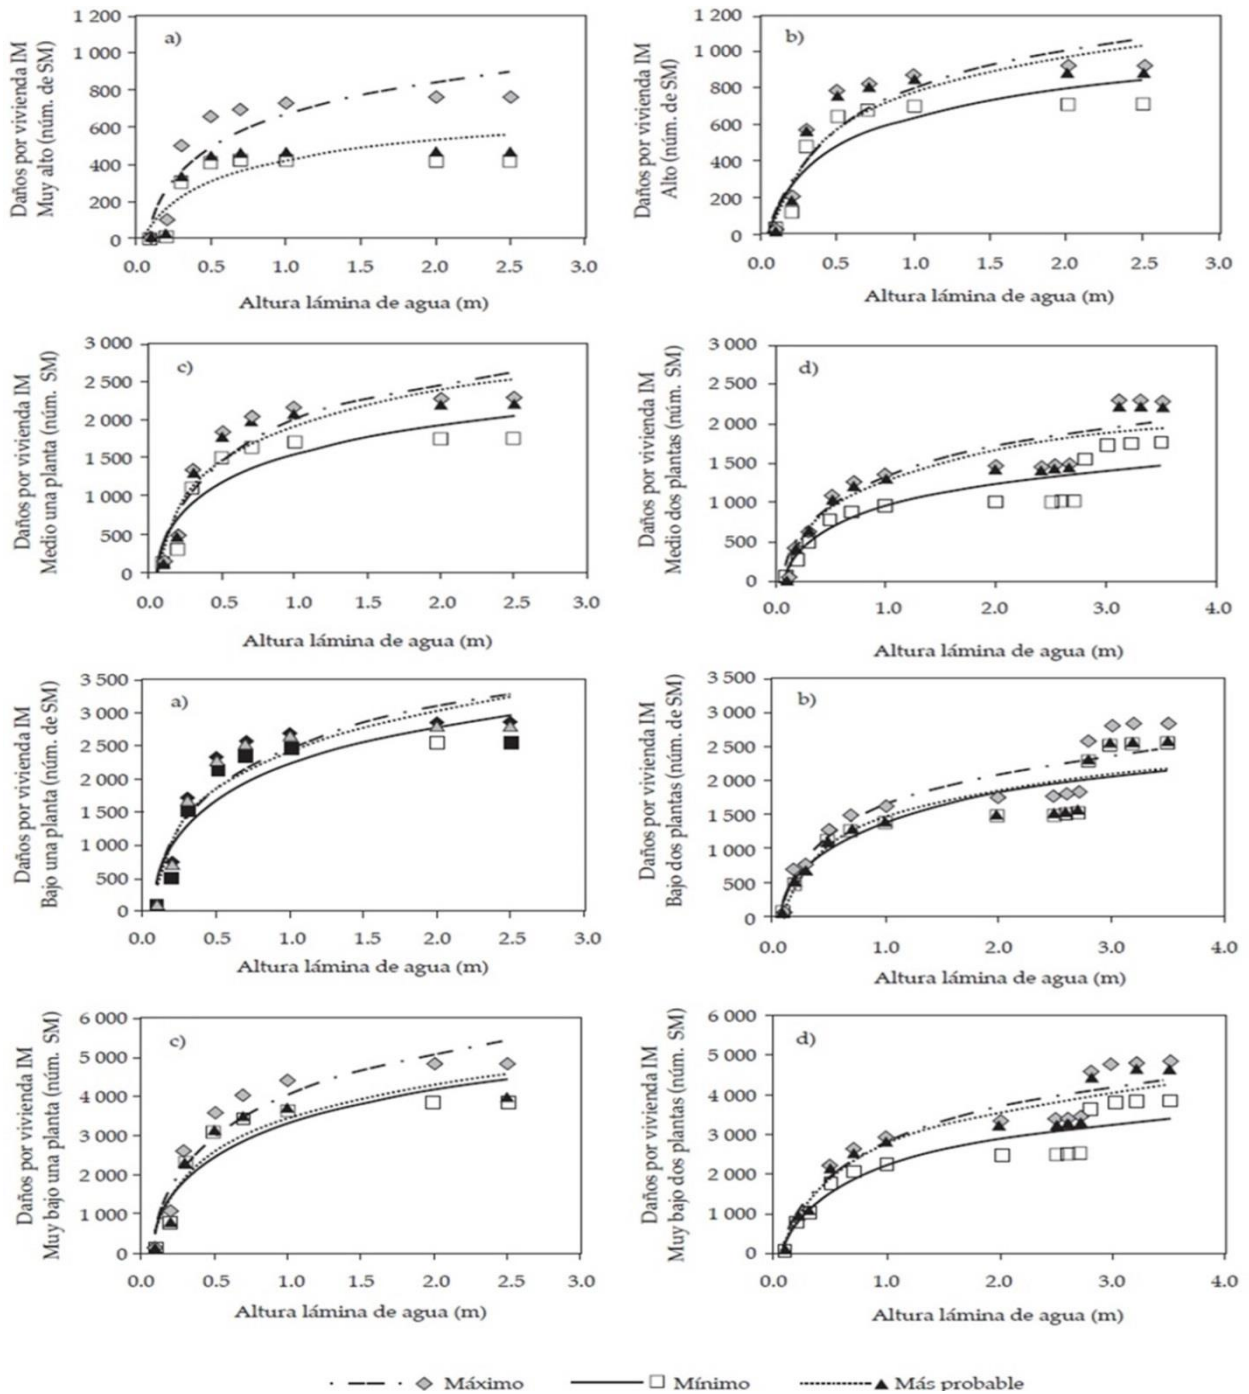 Daños por vivienda IM
Muy alto (núm. de SM)
1 200
1 000
800
600
400
200
0
a)
0.0 0.5 1.0 1.5 2.0 2.5 3.0
Altura lámina de agua (m)
Daños por vivienda IM
Alto (núm. de SM)
1 200
1 000
800
600
400
200
0
b)
0.0 0.5 1.0 1.5 2.0 2.5 3.0
Altura lámina de agua (m)
Daños por vivienda IM
Medio una planta (núm. SM)
3 000
2 500
2 000
1 500
1 000
500
0
c)
0.0 0.5 1.0 1.5 2.0 2.5 3.0
Altura lámina de agua (m)
Daños por vivienda IM
Medio dos plantas (núm. SM)
3 000
2 500
2 000
1 500
1 000
500
0
d)
0.0 1.0 2.0 3.0 4.0
Altura lámina de agua (m)
Daños por vivienda IM
Bajo una planta (núm. de SM)
3 500
3 000
2 500
2 000
1 500
1 000
500
0
a)
0.0 0.5 1.0 1.5 2.0 2.5 3.0
Altura lámina de agua (m)
Daños por vivienda IM
Bajo dos plantas (núm. de SM)
3 500
3 000
2 500
2 000
1 500
1 000
500
0
b)
0.0 1.0 2.0 3.0 4.0
Altura lámina de agua (m)
Daños por vivienda IM
Muy bajo una planta (núm. SM)
6 000
5 000
4 000
3 000
2 000
1 000
0
c)
0.0 0.5 1.0 1.5 2.0 2.5 3.0
Altura lámina de agua (m)
Daños por vivienda IM
Muy bajo dos plantas (núm. SM)
6 000
5 000
4 000
3 000
2 000
1 000
0
d)
0.0 1.0 2.0 3.0 4.0
Altura lámina de agua (m)
Máximo Mínimo Más probable